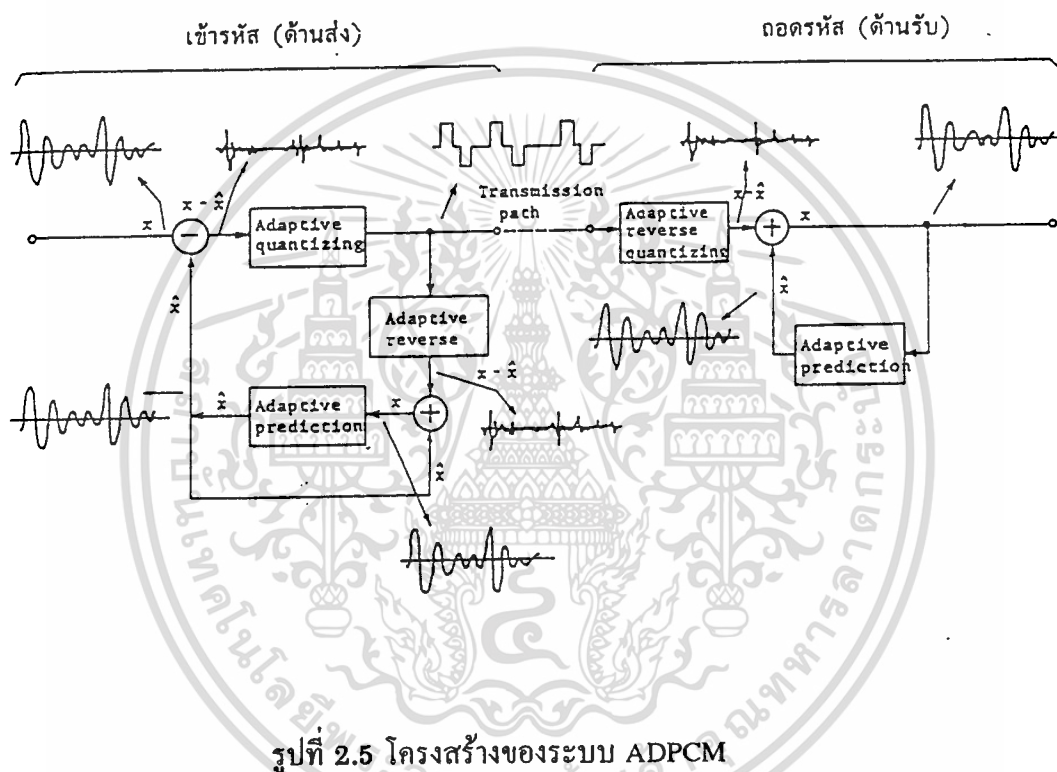 เข้ารหัส (ด้านส่ง)
ถอดรหัส (ด้านรับ)
x
x - x̂
Adaptive
quantizing
Transmission
path
Adaptive
reverse
quantizing
x-x̂
x
x̂
Adaptive
prediction
x̂
Adaptive
reverse
x - x̂
x
Adaptive
prediction
x̂
x̂
รูปที่ 2.5 โครงสร้างของระบบ ADPCM